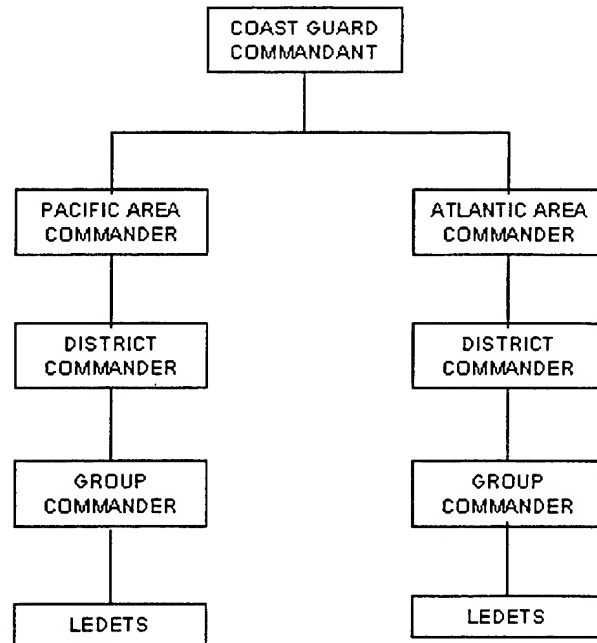 COAST GUARD
COMMANDANT
PACIFIC AREA
COMMANDER
ATLANTIC AREA
COMMANDER
DISTRICT
COMMANDER
DISTRICT
COMMANDER
GROUP
COMMANDER
GROUP
COMMANDER
LEDETS
LEDETS